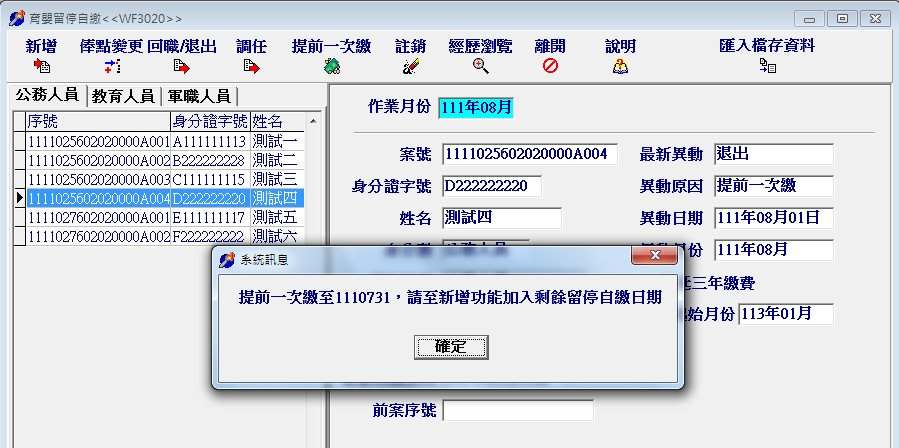 育嬰留停自繳<<WF3020>>
新增 俸點變更 回職/退出 調任 提前一次繳 註銷 經歷瀏覽 離開 說明 匯入檔存資料
公務人員 教育人員 軍職人員
序號 身分證字號 姓名
1111025602020000A001 A111111113 測試一
1111025602020000A002 B222222228 測試二
1111025602020000A003 C111111115 測試三
1111025602020000A004 D222222220 測試四
1111027602020000A001 E111111117 測試五
1111027602020000A002 F222222222 測試六
作業月份 111年08月
案號 1111025602020000A004 最新異動 退出
身分證字號 D222222220 異動原因 提前一次繳
姓名 測試四 異動日期 111年08月01日
份 111年08月
三年繳費
始月份 113年01月
前案序號
系統訊息
提前一次繳至1110731，請至新增功能加入剩餘留停自繳日期
確定